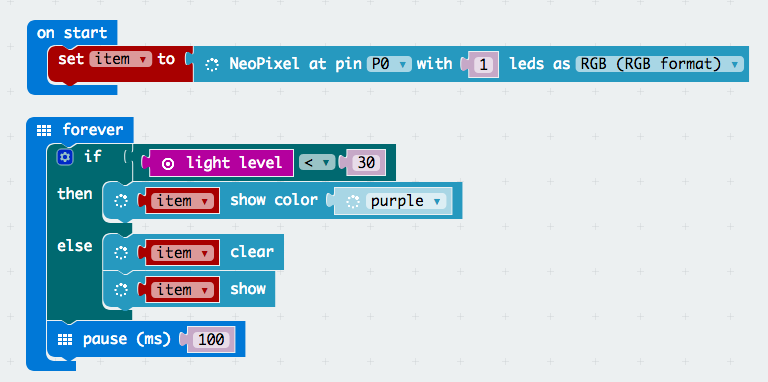 on start
set item to NeoPixel at pin P0 with 1 leds as RGB (RGB format)
forever
if light level < 30
then item show color purple
else item clear
item show
pause (ms) 100